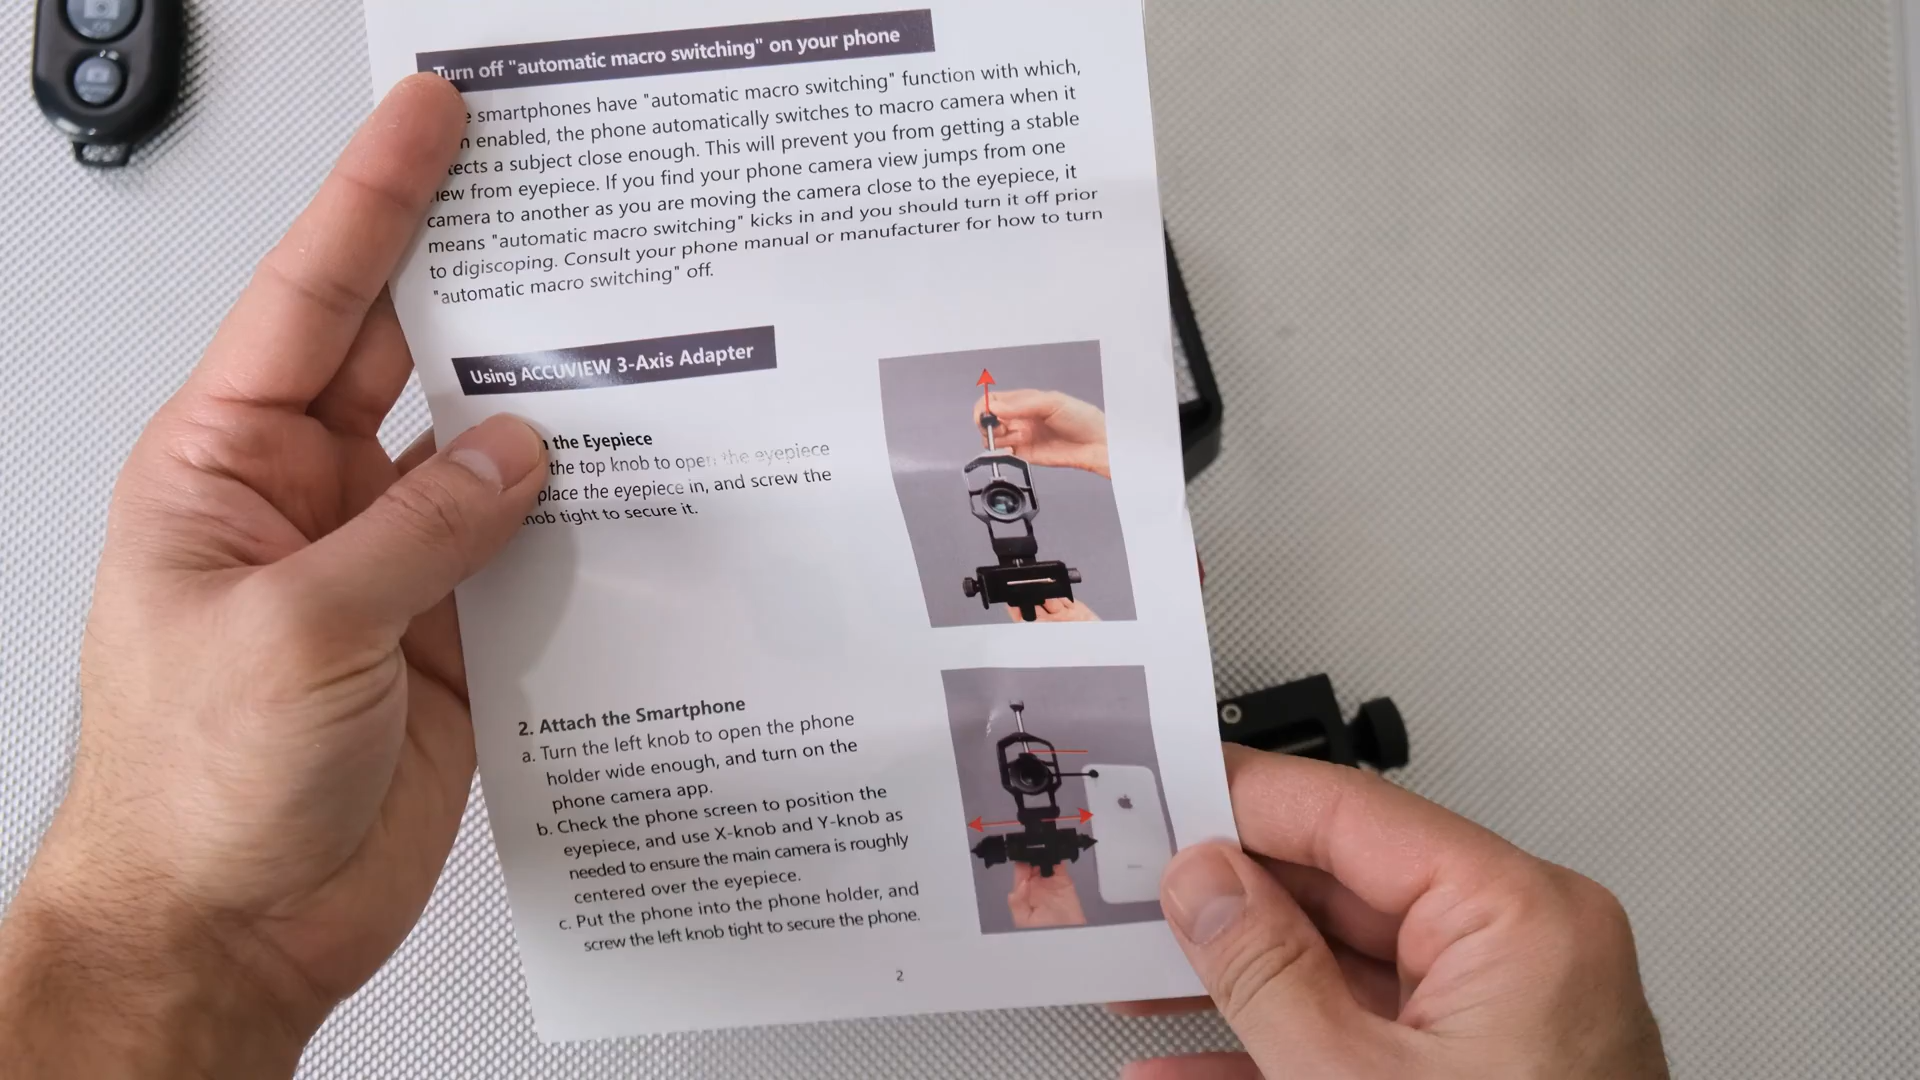 Turn off "automatic macro switching" on your phone
smartphones have "automatic macro switching" function with which,
enabled, the phone automatically switches to macro camera when it
a subject close enough. This will prevent you from getting a stable
from eyepiece. If you find your phone camera view jumps from one
camera to another as you are moving the camera close to the eyepiece, it
means "automatic macro switching" kicks in and you should turn it off prior
to digiscoping. Consult your phone manual or manufacturer for how to turn
"automatic macro switching" off.
Using ACCUVIEW 3-Axis Adapter
the Eyepiece
the top knob to open the eyepiece
place the eyepiece in, and screw the
tight to secure it.
2. Attach the Smartphone
a. Turn the left knob to open the phone
holder wide enough, and turn on the
phone camera app.
b. Check the phone screen to position the
eyepiece, and use X-knob and Y-knob as
needed to ensure the main camera is roughly
centered over the eyepiece.
c. Put the phone into the phone holder, and
screw the left knob tight to secure the phone.
2